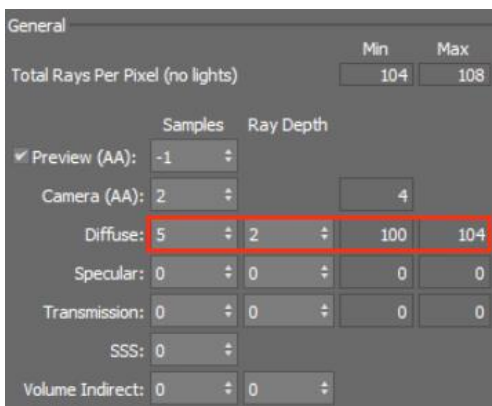 General
Min Max
Total Rays Per Pixel (no lights) 104 108
Samples Ray Depth
Preview (AA): -1
Camera (AA): 2 4
Diffuse: 5 2 100 104
Specular: 0 0 0 0
Transmission: 0 0 0 0
SSS: 0
Volume Indirect: 0 0